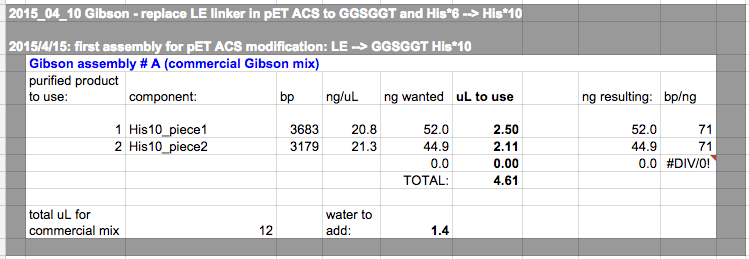 2015_04_10 Gibson - replace LE linker in pET ACS to GGSGGT and His*6 --> His*10
2015/4/15: first assembly for pET ACS modification: LE --> GGSGGT His*10
Gibson assembly # A (commercial Gibson mix)
purified product
to use: component: bp ng/uL ng wanted uL to use ng resulting: bp/ng
1 His10_piece1 3683 20.8 52.0 2.50 52.0 71
2 His10_piece2 3179 21.3 44.9 2.11 44.9 71
0.0 0.00 0.0 #DIV/0!
TOTAL: 4.61
total uL for water to
commercial mix 12 add: 1.4